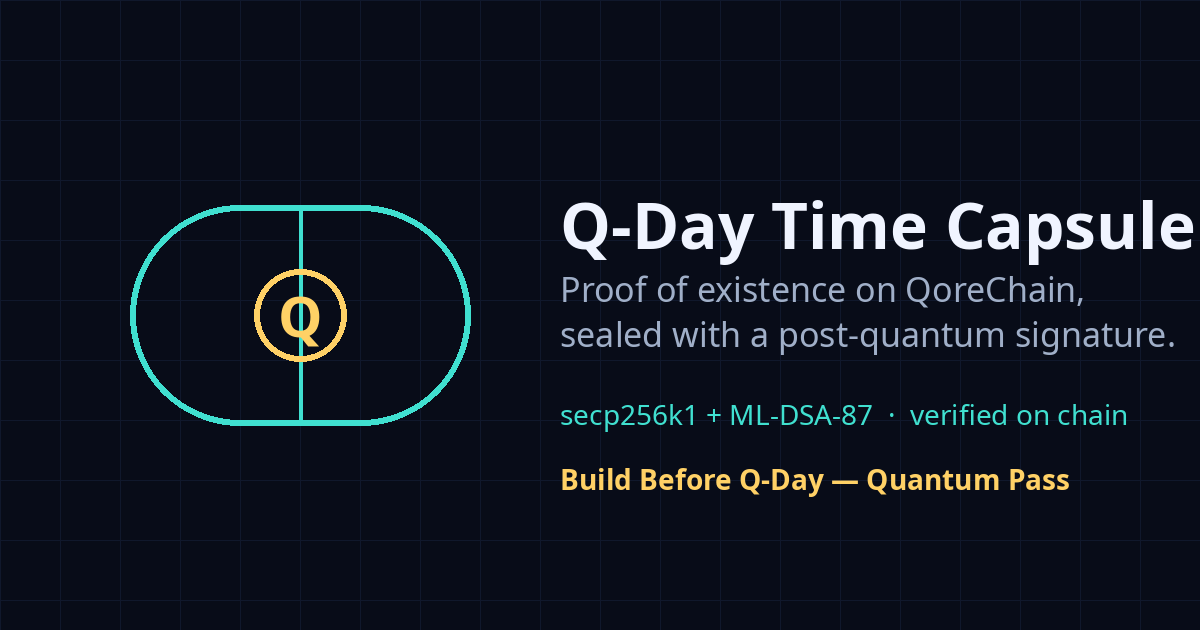 Q
Q-Day Time Capsule
Proof of existence on QoreChain,
sealed with a post-quantum signature.
secp256k1 + ML-DSA-87 · verified on chain
Build Before Q-Day — Quantum Pass